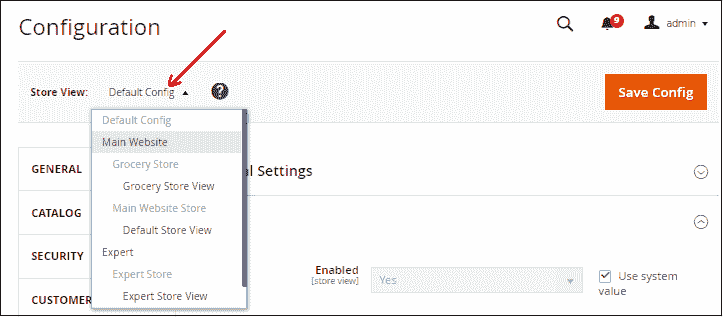 Configuration
9
admin
Store View:
Default Config
?
Save Config
Default Config
Main Website
Grocery Store
Grocery Store View
Main Website Store
Default Store View
Expert
Expert Store
Expert Store View
GENERAL
al Settings
CATALOG
SECURITY
CUSTOMER
Enabled
[store view]
Yes
Use system
value